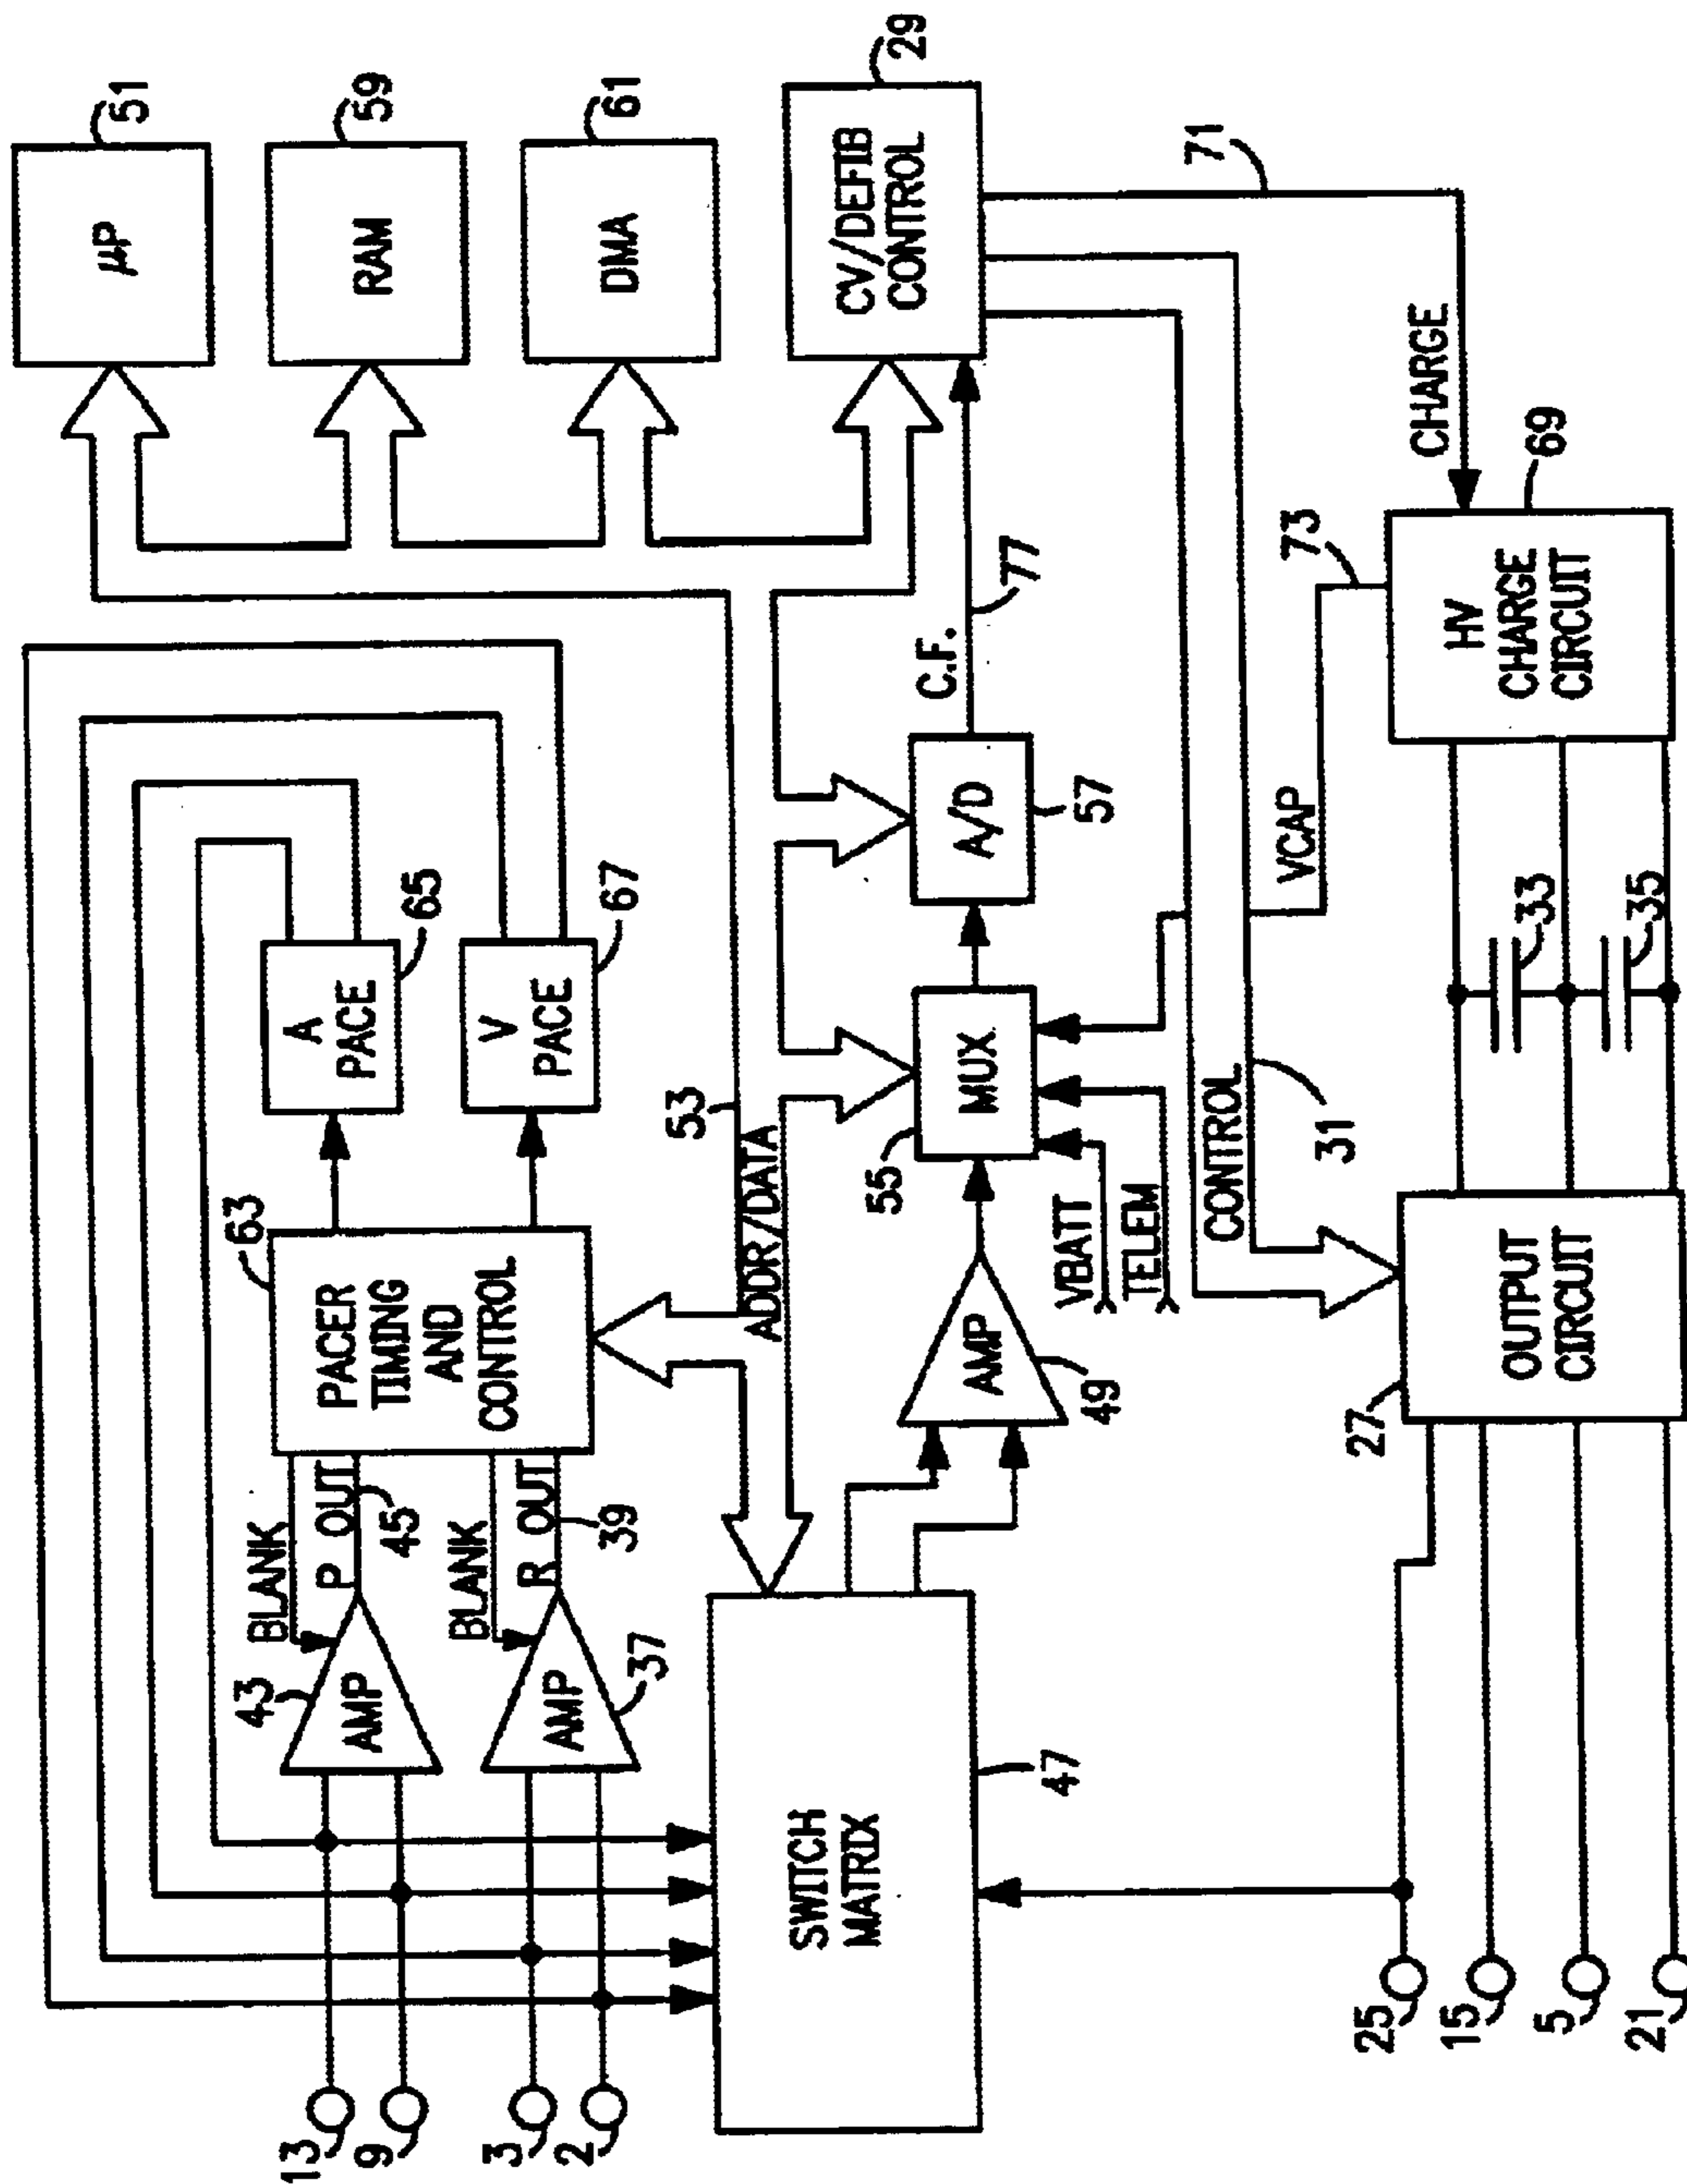 13
9
3
2
43
AMP
37
AMP
BLANK
P OUT
45
BLANK
R OUT
39
63
PACER
TIMING
AND
CONTROL
A
PACE
65
V
PACE
67
53
ADDR/DATA
µP
51
RAM
59
DMA
61
CV/DEFIB
CONTROL
29
SWITCH
MATRIX
47
AMP
49
VBATT
TELEM
55
MUX
A/D
57
C.F.
77
71
CHARGE
CONTROL
31
VCAP
73
25
15
5
21
27
OUTPUT
CIRCUIT
33
35
HV
CHARGE
CIRCUIT
69